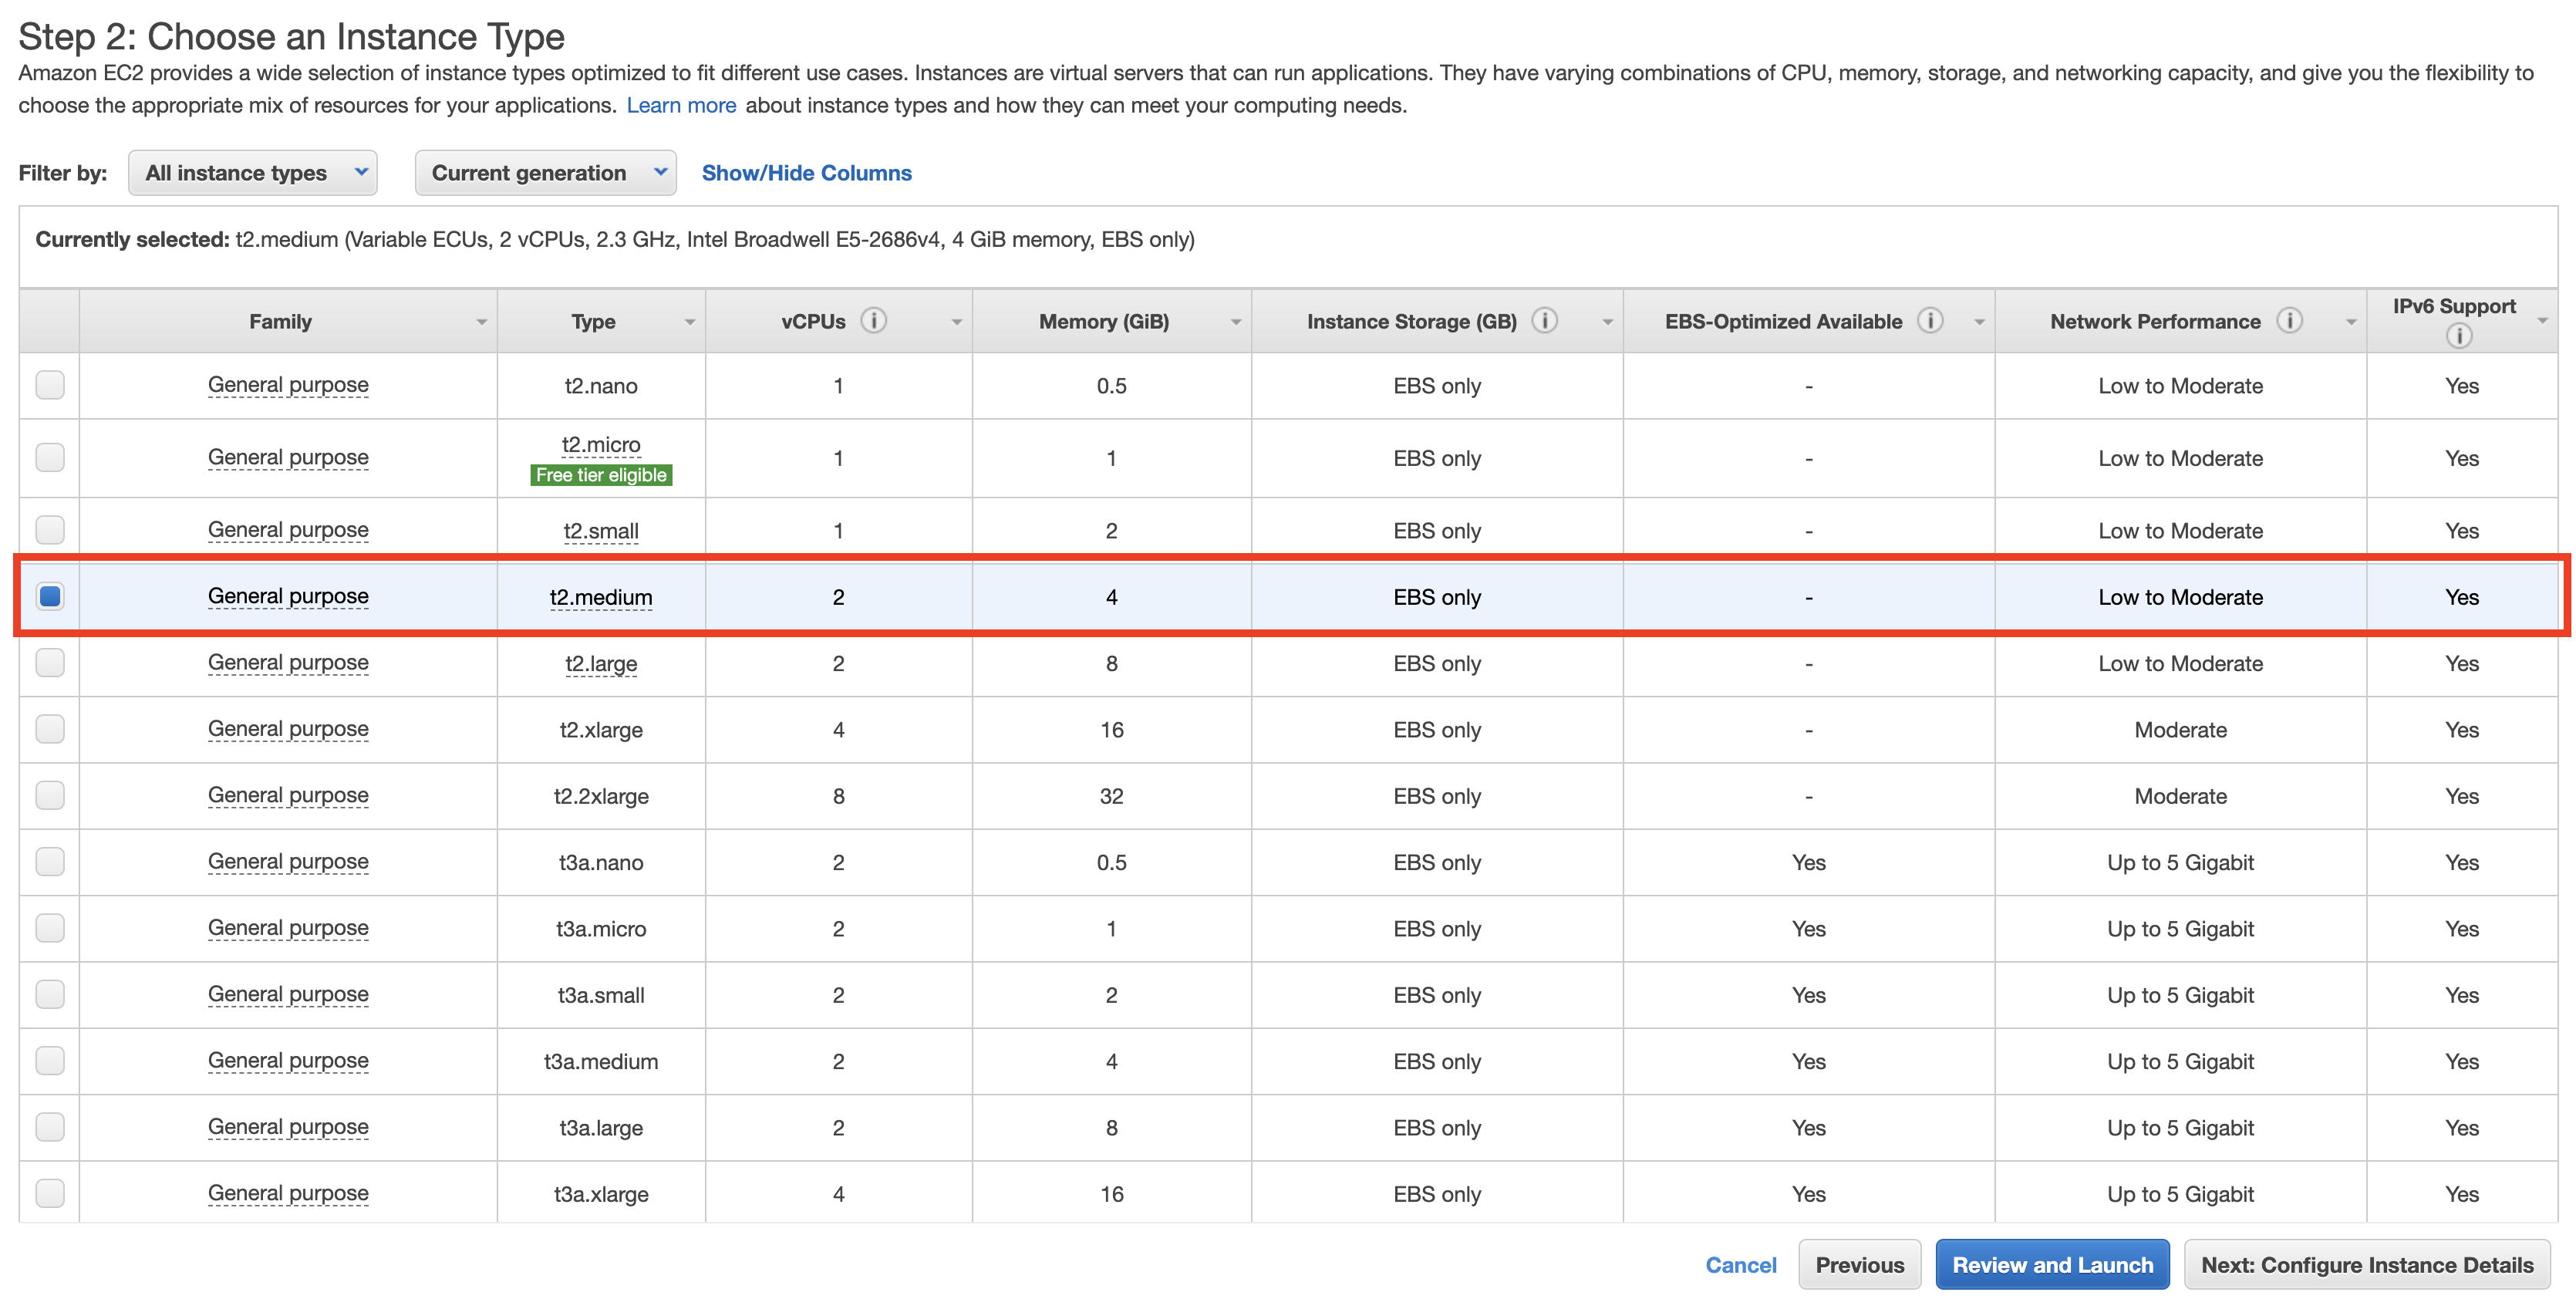 Step 2: Choose an Instance Type
Amazon EC2 provides a wide selection of instance types optimized to fit different use cases. Instances are virtual servers that can run applications. They have varying combinations of CPU, memory, storage, and networking capacity, and give you the flexibility to
choose the appropriate mix of resources for your applications. Learn more about instance types and how they can meet your computing needs.
Filter by: All instance types Current generation Show/Hide Columns
Currently selected: t2.medium (Variable ECUs, 2 vCPUs, 2.3 GHz, Intel Broadwell E5-2686v4, 4 GiB memory, EBS only)
Family Type vCPUs i Memory (GiB) Instance Storage (GB) i EBS-Optimized Available i Network Performance i IPv6 Support i
General purpose t2.nano 1 0.5 EBS only - Low to Moderate Yes
General purpose t2.micro 1 1 EBS only - Low to Moderate Yes
Free tier eligible
General purpose t2.small 1 2 EBS only - Low to Moderate Yes
General purpose t2.medium 2 4 EBS only - Low to Moderate Yes
General purpose t2.large 2 8 EBS only - Low to Moderate Yes
General purpose t2.xlarge 4 16 EBS only - Moderate Yes
General purpose t2.2xlarge 8 32 EBS only - Moderate Yes
General purpose t3a.nano 2 0.5 EBS only Yes Up to 5 Gigabit Yes
General purpose t3a.micro 2 1 EBS only Yes Up to 5 Gigabit Yes
General purpose t3a.small 2 2 EBS only Yes Up to 5 Gigabit Yes
General purpose t3a.medium 2 4 EBS only Yes Up to 5 Gigabit Yes
General purpose t3a.large 2 8 EBS only Yes Up to 5 Gigabit Yes
General purpose t3a.xlarge 4 16 EBS only Yes Up to 5 Gigabit Yes
Cancel Previous Review and Launch Next: Configure Instance Details